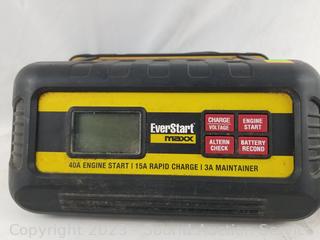 EverStart
maxx
CHARGE
VOLTAGE
ENGINE
START
ALTERN
CHECK
BATTERY
RECOND
40A ENGINE START | 15A RAPID CHARGE | 3A MAINTAINER